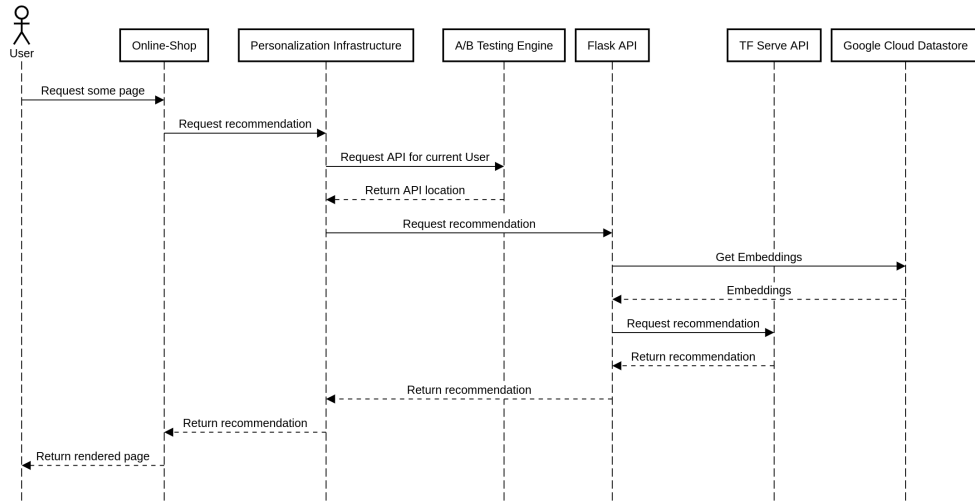 User
Online-Shop
Personalization Infrastructure
A/B Testing Engine
Flask API
TF Serve API
Google Cloud Datastore
Request some page
Request recommendation
Request API for current User
Return API location
Request recommendation
Get Embeddings
Embeddings
Request recommendation
Return recommendation
Return recommendation
Return recommendation
Return rendered page